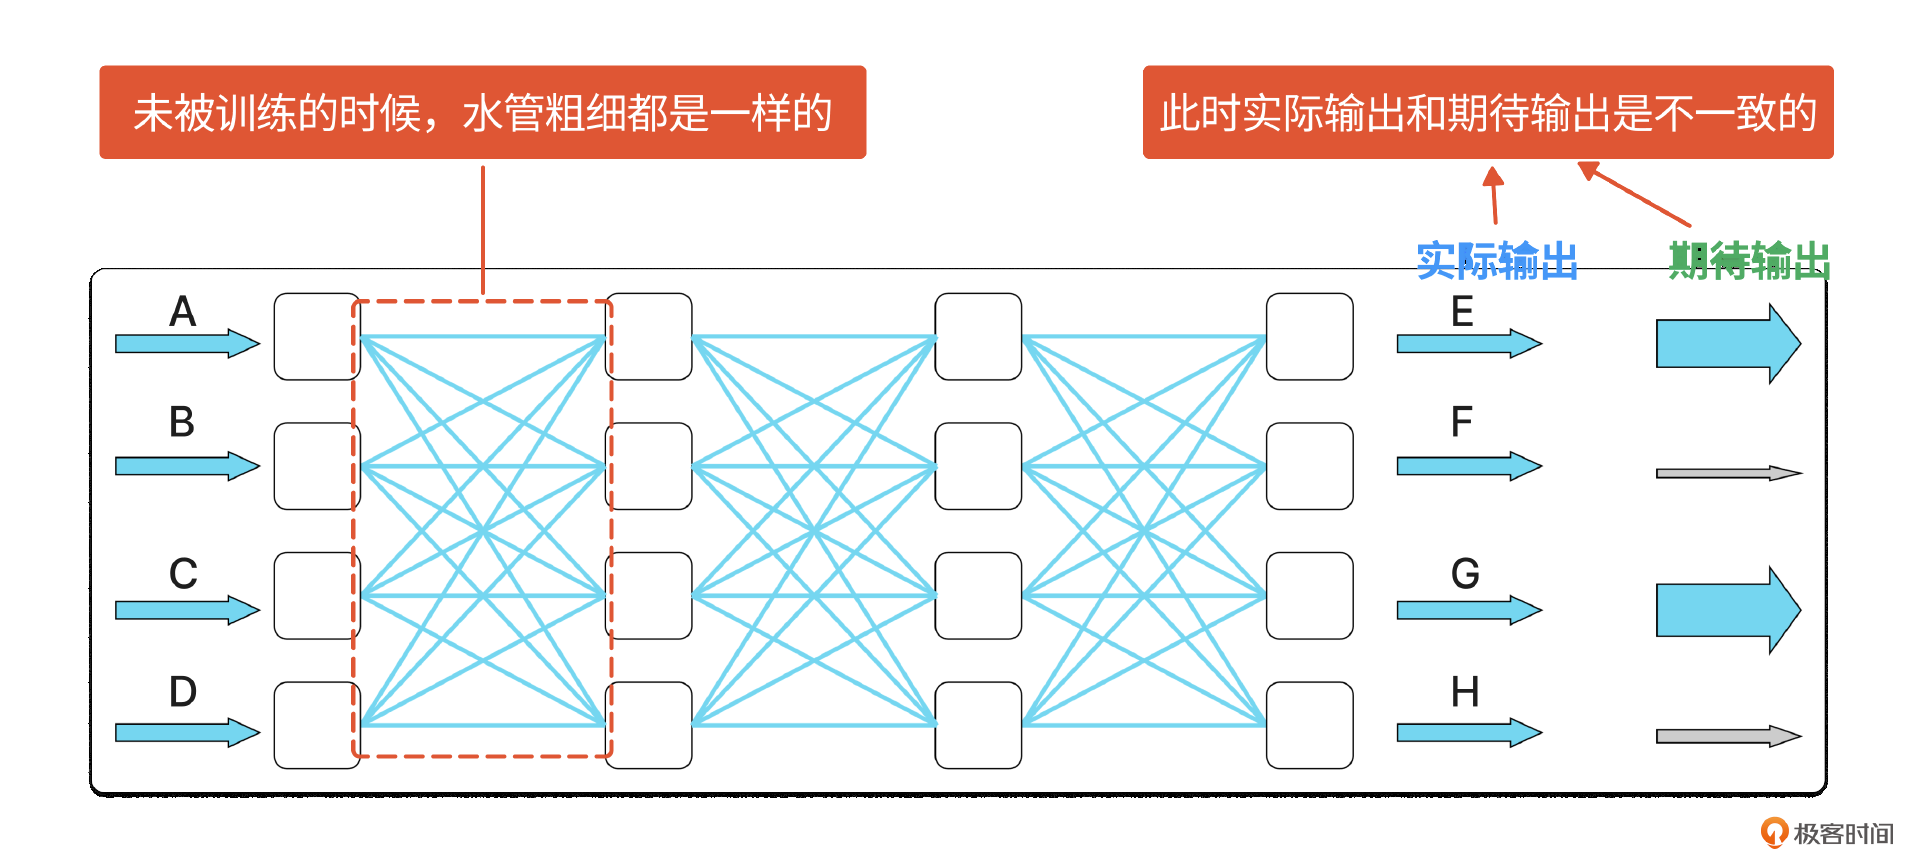 未被训练的时候，水管粗细都是一样的
此时实际输出和期待输出是不一致的
实际输出
期待输出
A
E
B
F
C
G
D
H
极客时间